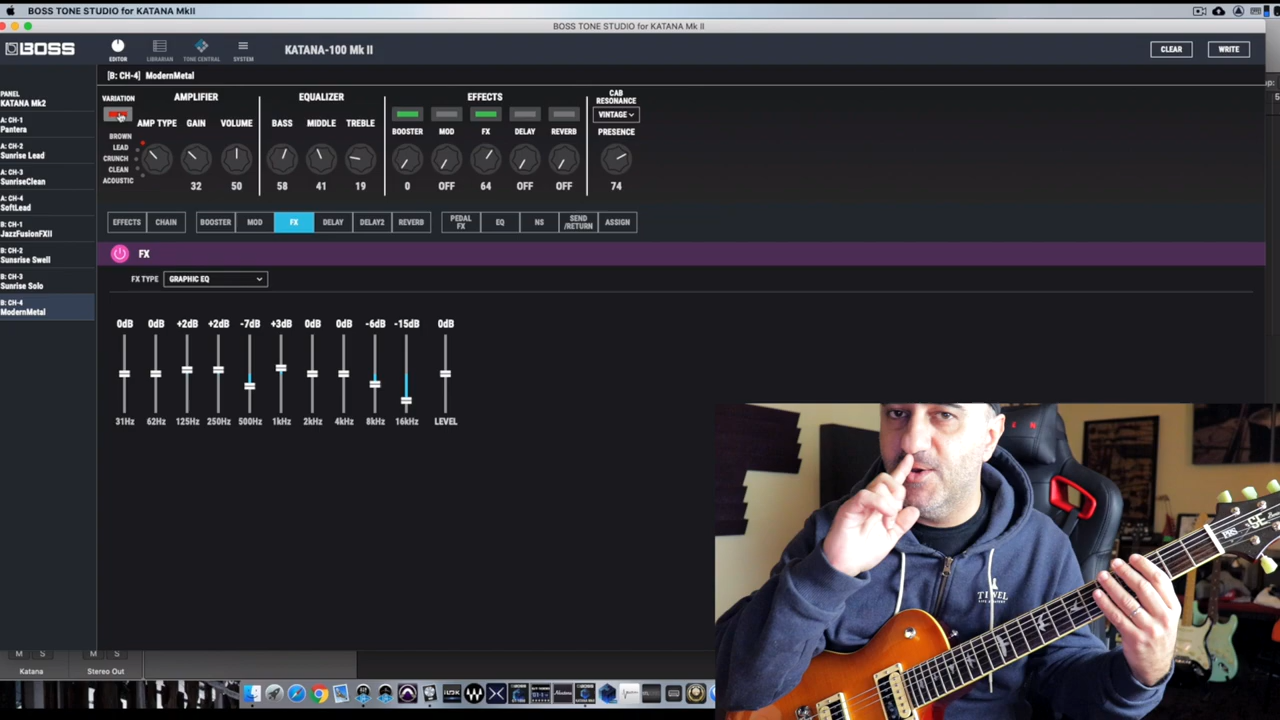 BOSS TONE STUDIO for KATANA MkII
BOSS TONE STUDIO for KATANA Mk II
BOSS
EDITOR
LIBRARIAN
TONE CENTRAL
SYSTEM
KATANA-100 Mk II
CLEAR
WRITE
[B: CH-4] ModernMetal
PANEL
KATANA Mk2
A: CH-1
Pantera
A: CH-2
Sunrise Lead
A: CH-3
SunriseClean
A: CH-4
SoftLead
B: CH-1
JazzFusionFXII
B: CH-2
Sunsrise Swell
B: CH-3
Sunrise Solo
B: CH-4
ModernMetal
VARIATION
AMPLIFIER
EQUALIZER
EFFECTS
CAB
RESONANCE
VINTAGE
AMP TYPE GAIN VOLUME
BASS MIDDLE TREBLE
BOOSTER MOD FX DELAY REVERB
PRESENCE
BROWN
LEAD
CRUNCH
CLEAN
ACOUSTIC
32 50
58 41 19
0 OFF 64 OFF OFF
74
EFFECTS CHAIN BOOSTER MOD FX DELAY DELAY2 REVERB
PEDAL
FX
EQ NS
SEND
/RETURN
ASSIGN
FX
FX TYPE GRAPHIC EQ
0dB 0dB +2dB +2dB -7dB +3dB 0dB 0dB -6dB -15dB 0dB
31Hz 62Hz 125Hz 250Hz 500Hz 1kHz 2kHz 4kHz 8kHz 16kHz LEVEL
M S M S
Katana Stereo Out
PRS